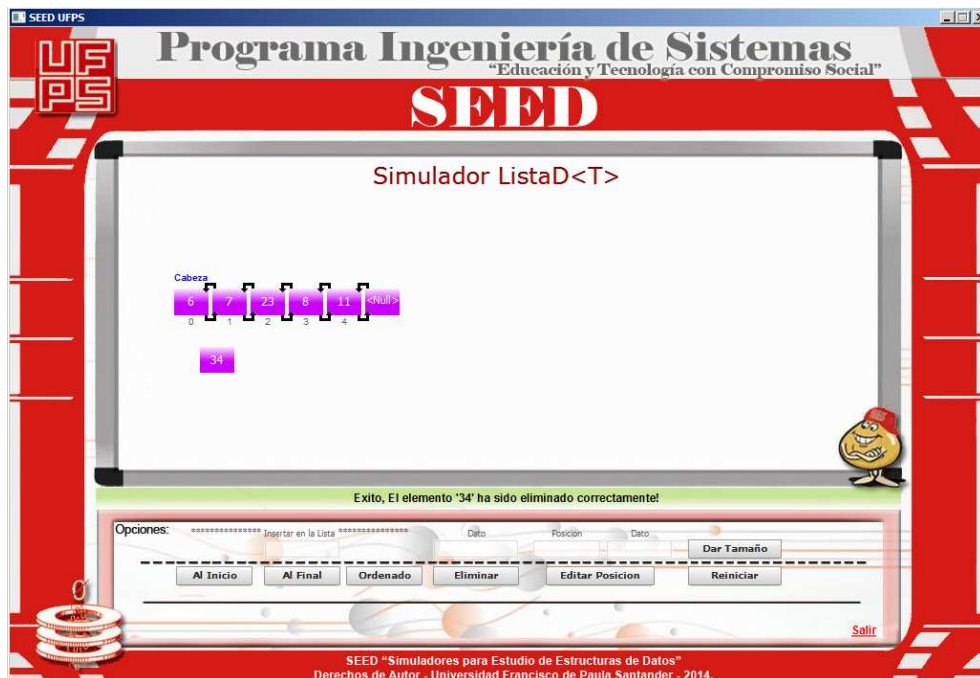 SEED UFPS
UFPS
Programa Ingeniería de Sistemas
“Educación y Tecnología con Compromiso Social”
SEED
Simulador ListaD<T>
Cabeza
6 7 23 8 11 <Null>
0 1 2 3 4
34
Exito, El elemento '34' ha sido eliminado correctamente!
Opciones: *************** Insertar en la Lista *************** Dato Posicion Dato
Dar Tamaño
Al Inicio Al Final Ordenado Eliminar Editar Posicion Reiniciar
Salir
SEED “Simuladores para Estudio de Estructuras de Datos”
Derechos de Autor - Universidad Francisco de Paula Santander - 2014.